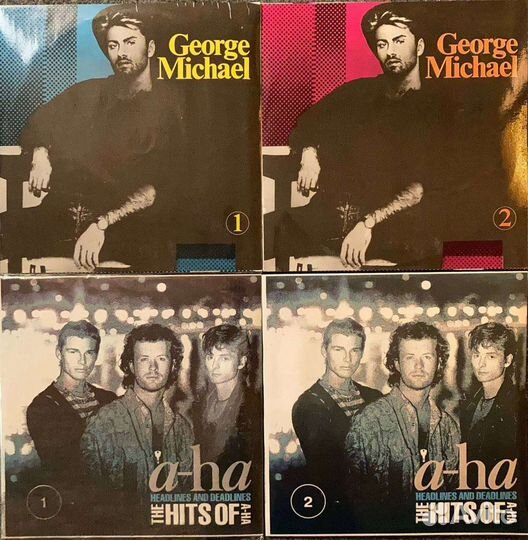 George
Michael
1
George
Michael
2
a-ha
HEADLINES AND DEADLINES
THE HITS OF A-HA
1
a-ha
HEADLINES AND DEADLINES
THE HITS OF A-HA
2